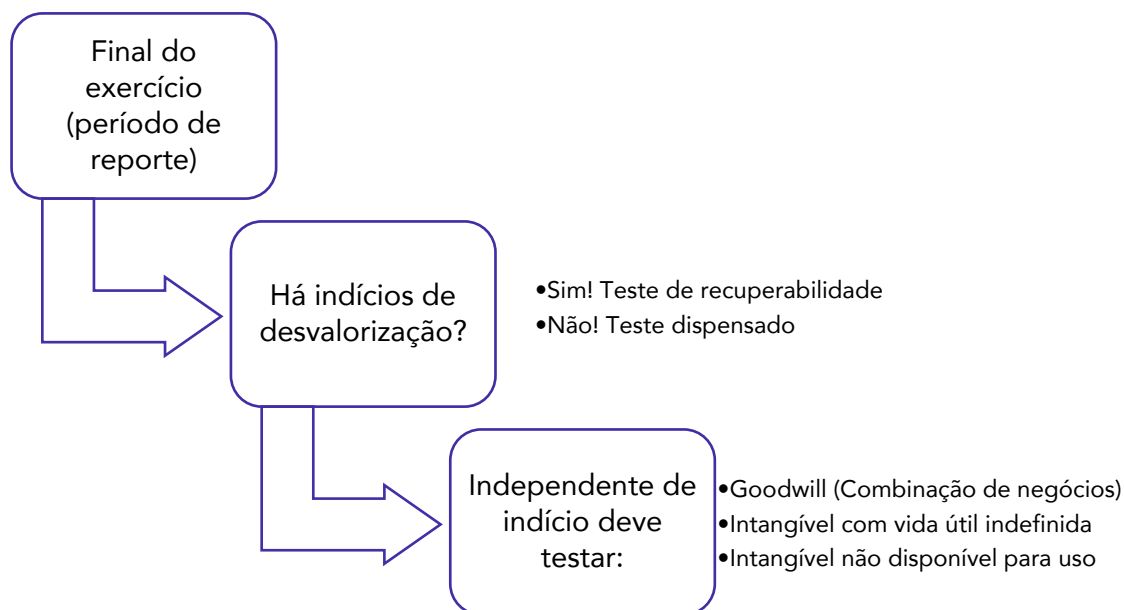 Final do
exercício
(período de
reporte)
Há indícios de
desvalorização?
•Sim! Teste de recuperabilidade
•Não! Teste dispensado
Independente de
indício deve
testar:
•Goodwill (Combinação de negócios)
•Intangível com vida útil indefinida
•Intangível não disponível para uso